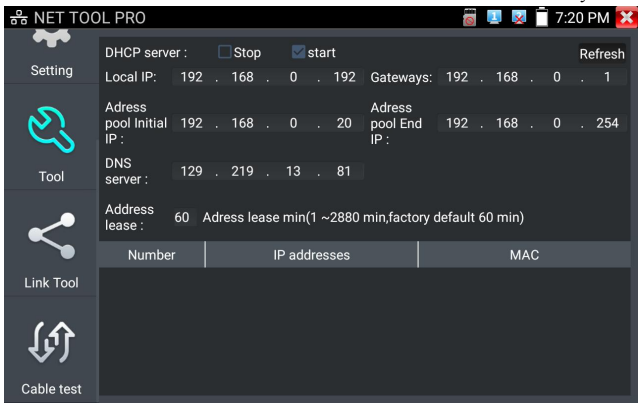 NET TOOL PRO
7:20 PM
Setting
Tool
Link Tool
Cable test
DHCP server : Stop start Refresh
Local IP: 192 . 168 . 0 . 192 Gateways: 192 . 168 . 0 . 1
Adress pool Initial IP : 192 . 168 . 0 . 20 Adress pool End IP : 192 . 168 . 0 . 254
DNS server : 129 . 219 . 13 . 81
Address lease : 60 Adress lease min(1 ~2880 min,factory default 60 min)
Number IP addresses MAC